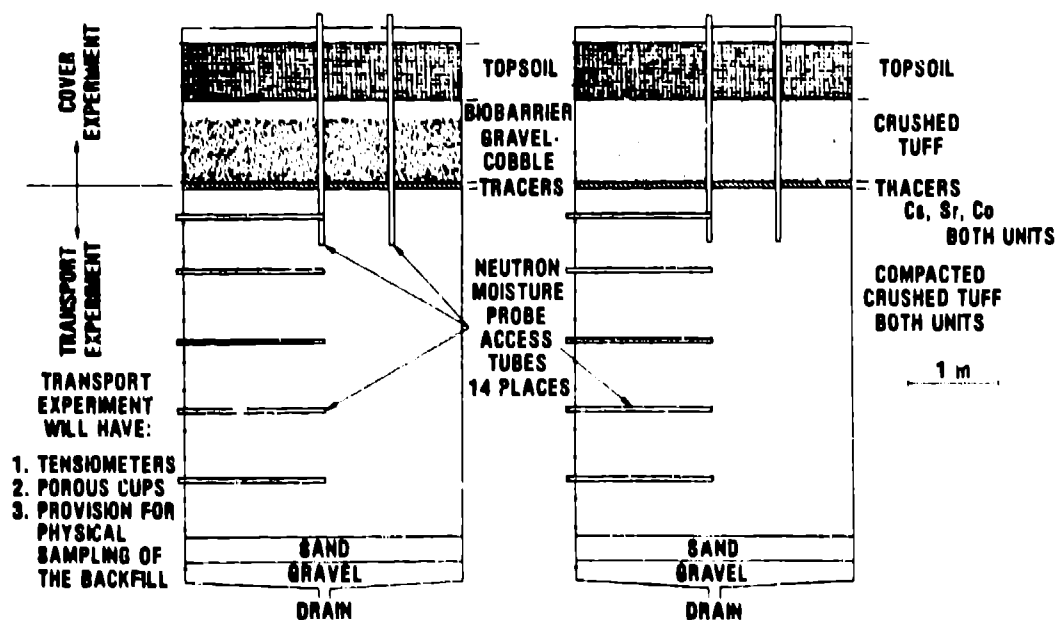 COVER
EXPERIMENT
TRANSPORT
EXPERIMENT
TRANSPORT
EXPERIMENT
WILL HAVE:
1. TENSIOMETERS
2. POROUS CUPS
3. PROVISION FOR
PHYSICAL
SAMPLING OF
THE BACKFILL
TOPSOIL
BIOBARRIER
GRAVEL-
COBBLE
TRACERS
NEUTRON
MOISTURE
PROBE
ACCESS
TUBES
14 PLACES
SAND
GRAVEL
DRAIN
TOPSOIL
CRUSHED
TUFF
TRACERS
Cs, Sr, Co
BOTH UNITS
COMPACTED
CRUSHED TUFF
BOTH UNITS
1 m
SAND
GRAVEL
DRAIN